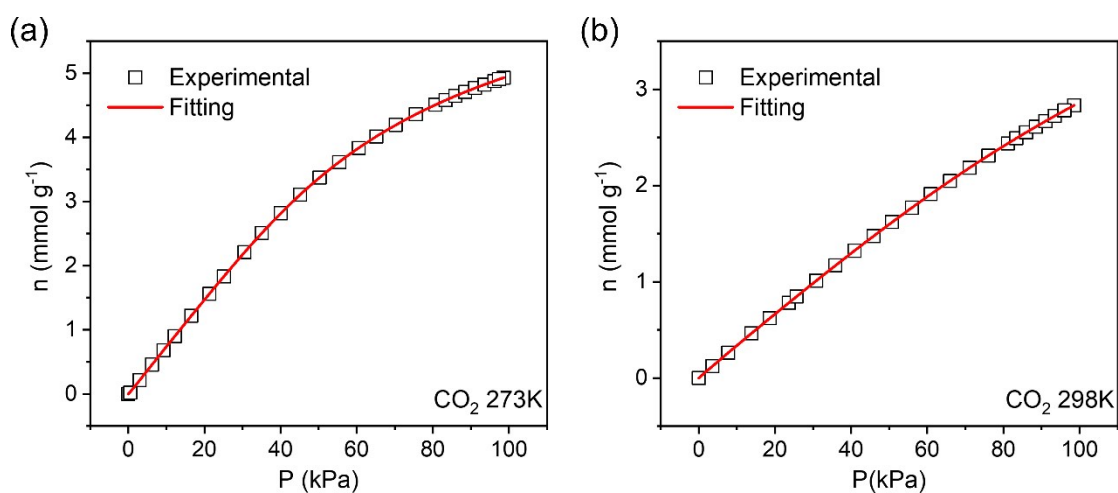 (a)
Experimental
Fitting
5
4
3
2
1
0
n (mmol g⁻¹)
CO₂ 273K
0 20 40 60 80 100
P (kPa)
(b)
Experimental
Fitting
3
2
1
0
n (mmol g⁻¹)
CO₂ 298K
0 20 40 60 80 100
P(kPa)